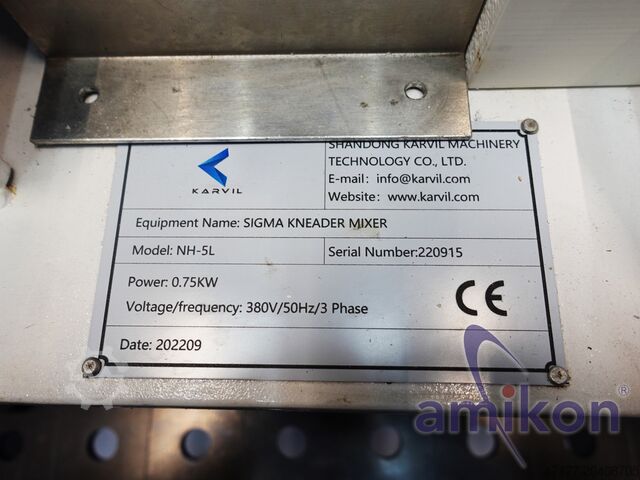 SHANDONG KARVIL MACHINERY
TECHNOLOGY CO., LTD.
KARVIL
E-mail: info@karvil.com
Website: www.karvil.com
Equipment Name: SIGMA KNEADER MIXER
Model: NH-5L
Serial Number:220915
Power: 0.75KW
Voltage/frequency: 380V/50Hz/3 Phase
CE
Date: 202209
amikon